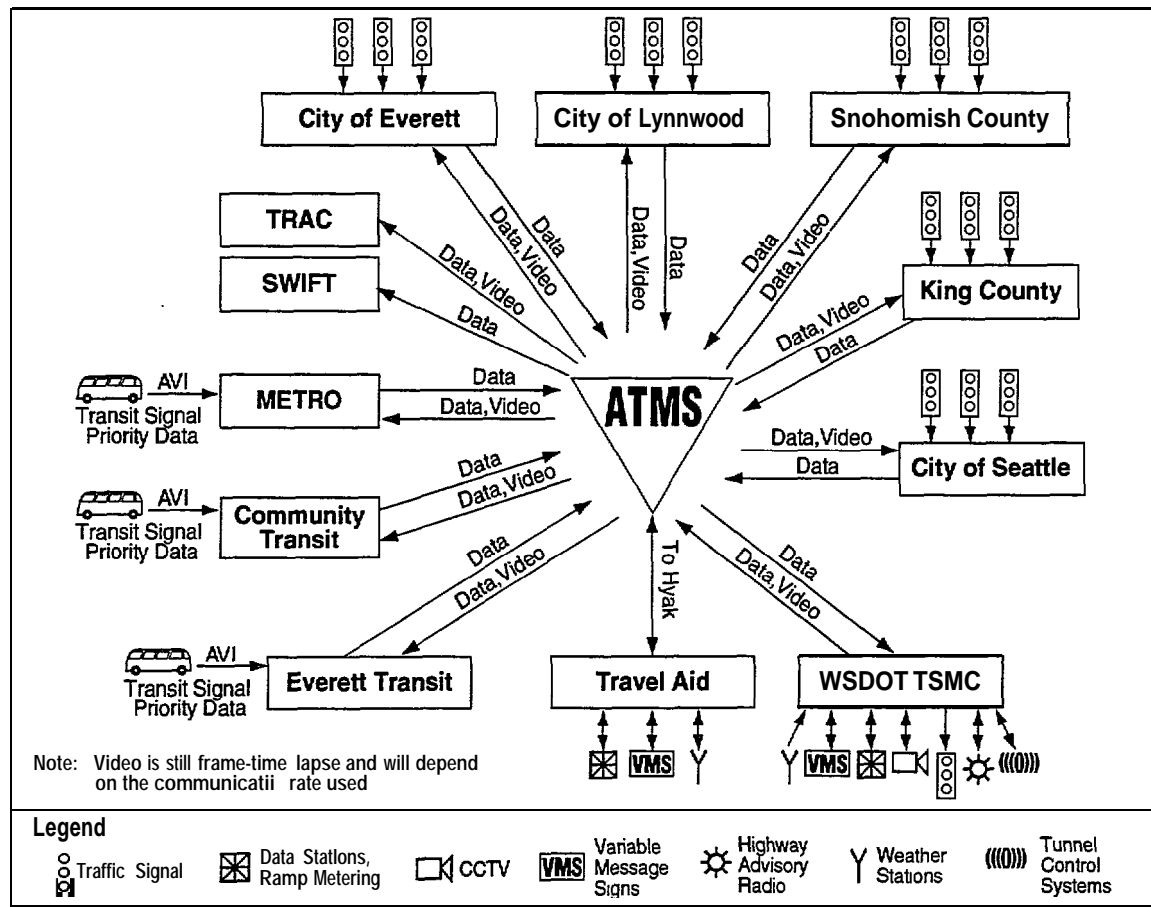 City of Everett
City of Lynnwood
Snohomish County
TRAC
SWIFT
King County
METRO
City of Seattle
Community
Transit
Everett Transit
Travel Aid
WSDOT TSMC
ATMS
Data
Data,Video
Data,Video
Data
Data
Data,Video
Data,Video
Data
Data,Video
Data
Data
Data,Video
Data,Video
Data
Data
Data,Video
Data
Data,Video
Data
Data,Video
To Hyak
Data
Data,Video
AVI
Transit Signal
Priority Data
AVI
Transit Signal
Priority Data
AVI
Transit Signal
Priority Data
VMS
VMS
Note: Video is still frame-time lapse and will depend
on the communicatii rate used
Legend
Traffic Signal
Data Stations,
Ramp Metering
CCTV
VMS
Variable
Message
Signs
Highway
Advisory
Radio
Weather
Stations
Tunnel
Control
Systems